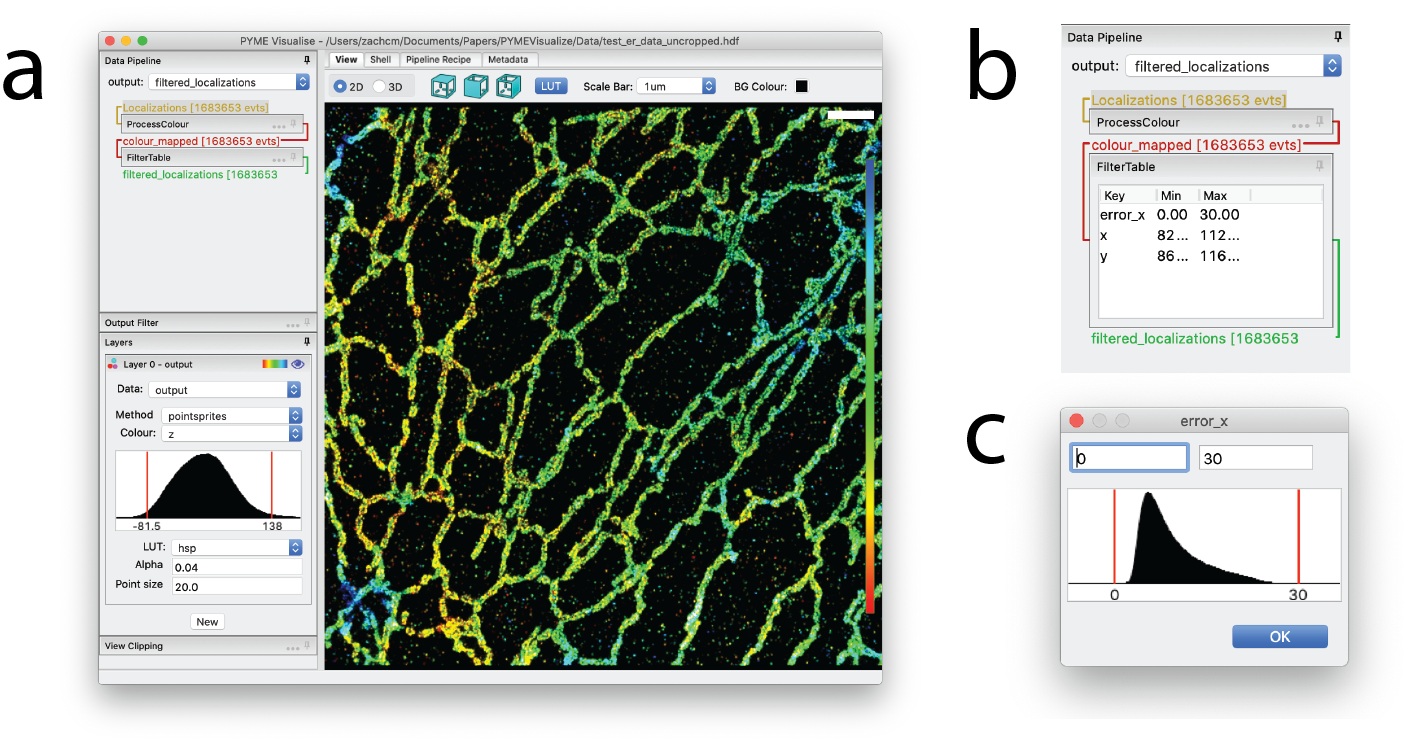 a
PYME Visualise - /Users/zachcm/Documents/Papers/PYMEVisualize/Data/test_er_data_uncropped.hdf
Data Pipeline
output: filtered_localizations
Localizations [1683653 evts]
ProcessColour
colour_mapped [1683653 evts]
FilterTable
filtered_localizations [1683653
Output Filter
Layers
Layer 0 - output
Data: output
Method pointsprites
Colour: z
-81.5 138
LUT: hsp
Alpha 0.04
Point size 20.0
New
View Clipping
View Shell Pipeline Recipe Metadata
2D 3D LUT Scale Bar: 1um BG Colour:
b
Data Pipeline
output: filtered_localizations
Localizations [1683653 evts]
ProcessColour
colour_mapped [1683653 evts]
FilterTable
Key Min Max
error_x 0.00 30.00
x 82... 112...
y 86... 116...
filtered_localizations [1683653
c
error_x
0 30
0 30
OK